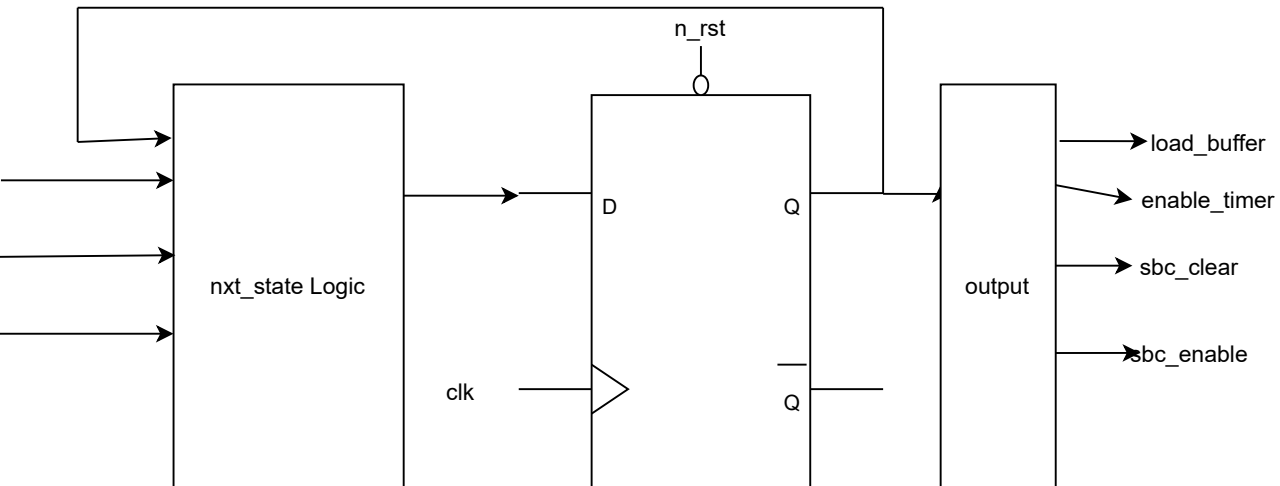 n_rst
load_buffer
D
Q
enable_timer
sbc_clear
nxt_state Logic
output
sbc_enable
clk
Q